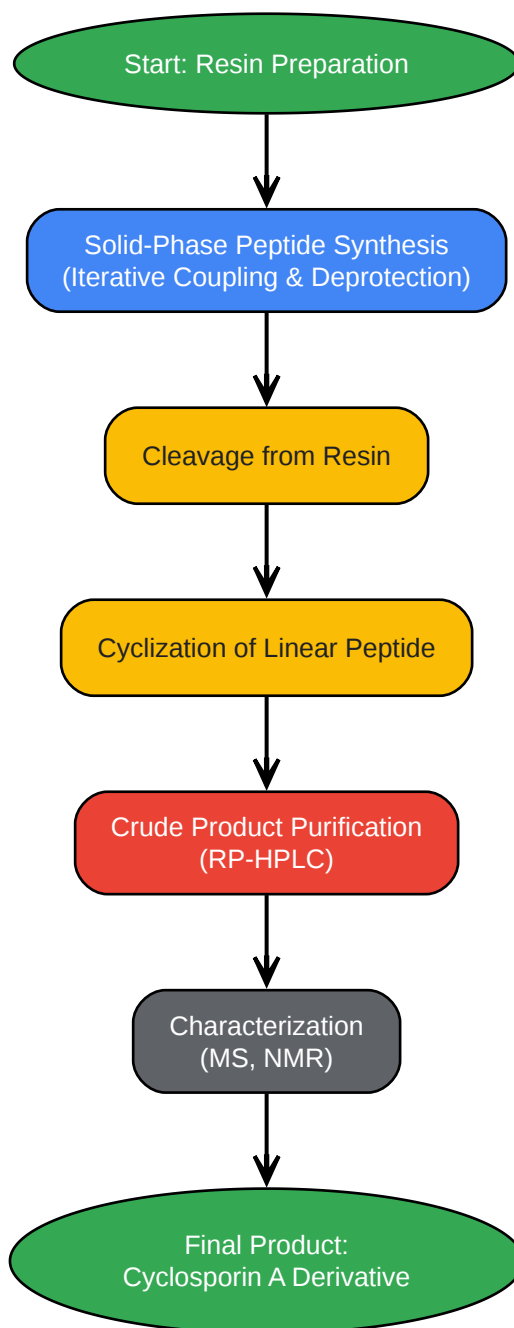 Start: Resin Preparation
Solid-Phase Peptide Synthesis
(Iterative Coupling & Deprotection)
Cleavage from Resin
Cyclization of Linear Peptide
Crude Product Purification
(RP-HPLC)
Characterization
(MS, NMR)
Final Product:
Cyclosporin A Derivative